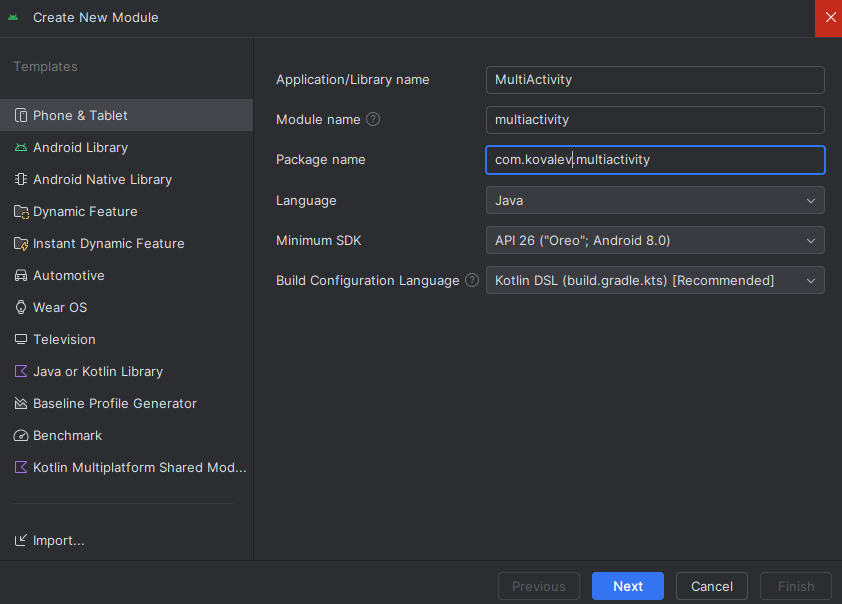 Create New Module
Templates
Phone & Tablet
Android Library
Android Native Library
Dynamic Feature
Instant Dynamic Feature
Automotive
Wear OS
Television
Java or Kotlin Library
Baseline Profile Generator
Benchmark
Kotlin Multiplatform Shared Mod...
Import...
Application/Library name
MultiActivity
Module name ?
multiactivity
Package name
com.kovalev.multiactivity
Language
Java
Minimum SDK
API 26 ("Oreo"; Android 8.0)
Build Configuration Language ?
Kotlin DSL (build.gradle.kts) [Recommended]
Previous
Next
Cancel
Finish